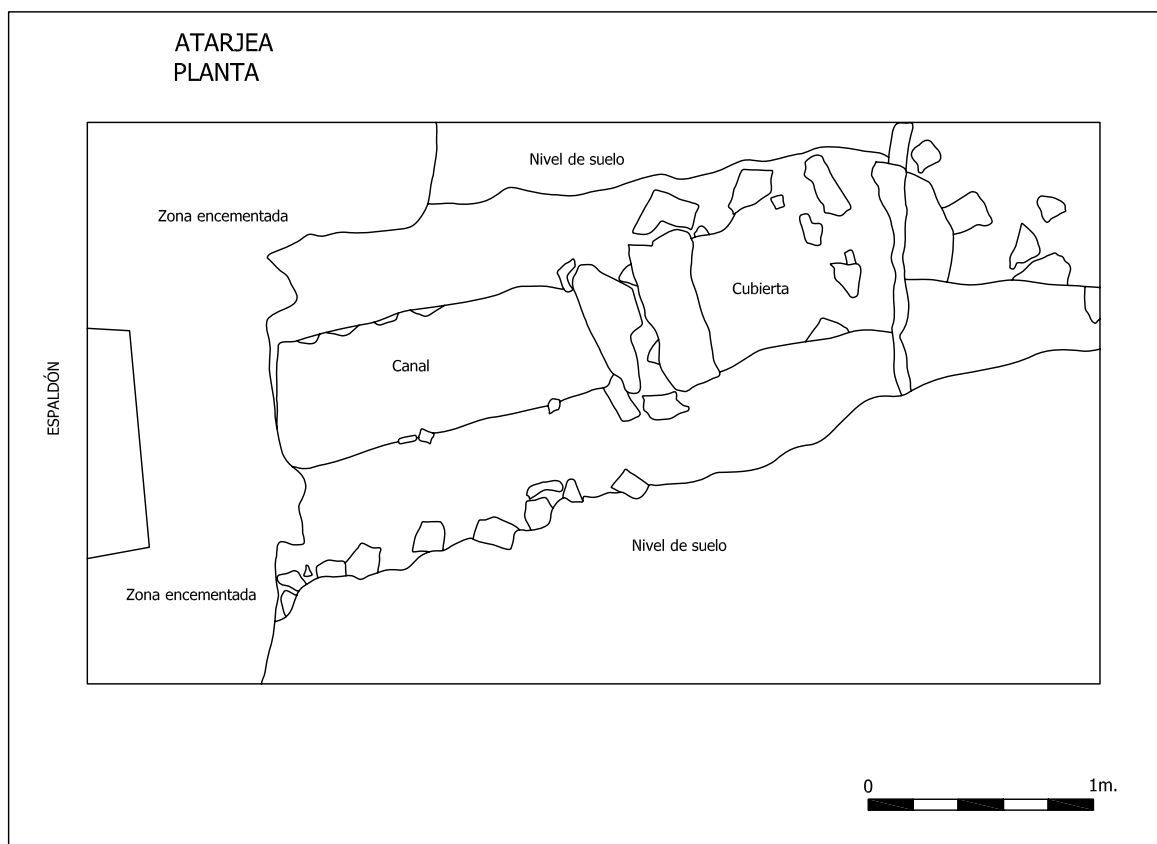 ATARJEA
PLANTA
Nivel de suelo
Zona encementada
Cubierta
Canal
ESPALDÓN
Nivel de suelo
Zona encementada
0 1m.